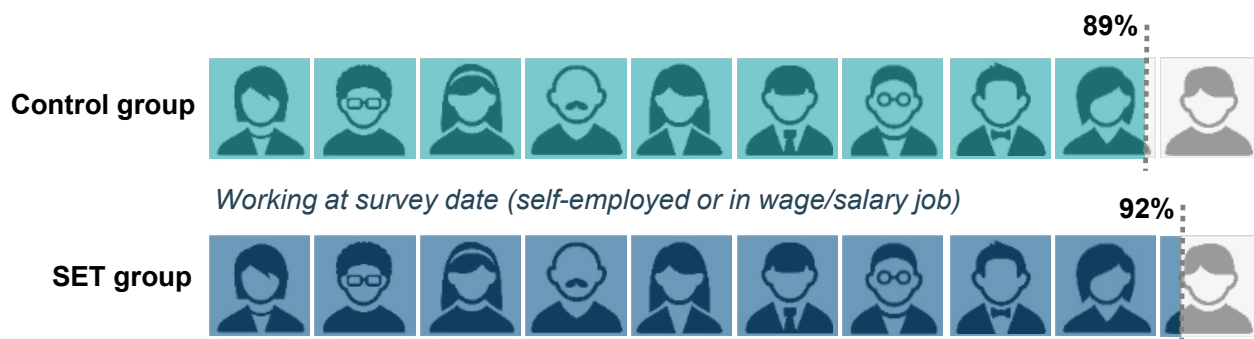 89%
Control group
Working at survey date (self-employed or in wage/salary job)
92%
SET group